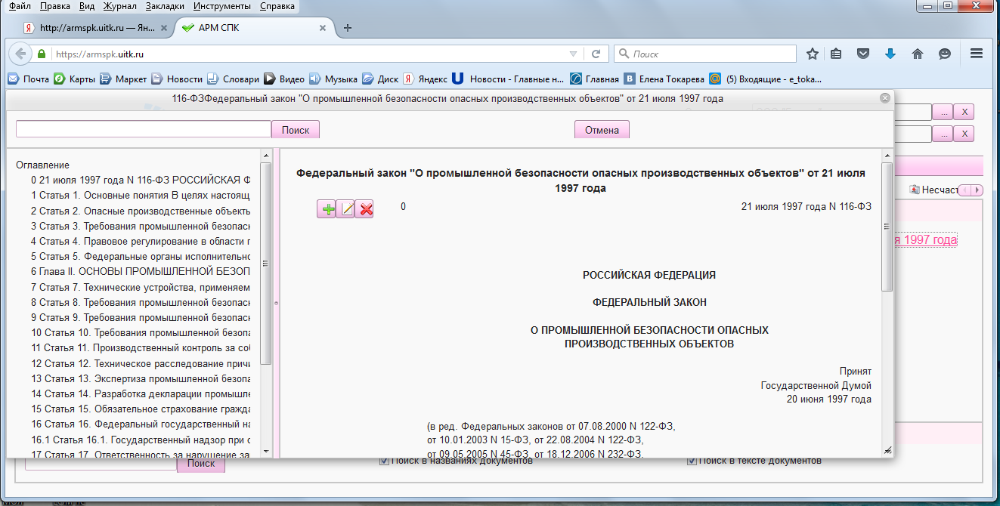 Файл Правка Вид Журнал Закладки Инструменты Справка
http://armspk.uitk.ru — Ян... АРМ СПК
https://armspk.uitk.ru Поиск
Почта Карты Маркет Новости Словари Видео Музыка Диск Яндекс Новости - Главные н... Главная Елена Токарева (5) Входящие - e_toka...
116-ФЗФедеральный закон "О промышленной безопасности опасных производственных объектов" от 21 июля 1997 года
... X
Поиск Отмена
... X
Оглавление
0 21 июля 1997 года N 116-ФЗ РОССИЙСКАЯ Ф
1 Статья 1. Основные понятия В целях настоящ
2 Статья 2. Опасные производственные объекты
3 Статья 3. Требования промышленной безопасн
4 Статья 4. Правовое регулирование в области п
5 Статья 5. Федеральные органы исполнительно
6 Глава II. ОСНОВЫ ПРОМЫШЛЕННОЙ БЕЗОП
7 Статья 7. Технические устройства, применяем
8 Статья 8. Требования промышленной безопасн
9 Статья 9. Требования промышленной безопасн
10 Статья 10. Требования промышленной безопа
11 Статья 11. Производственный контроль за соб
12 Статья 12. Техническое расследование причи
13 Статья 13. Экспертиза промышленной безопа
14 Статья 14. Разработка декларации промышле
15 Статья 15. Обязательное страхование гражда
16 Статья 16. Федеральный государственный на
16.1 Статья 16.1. Государственный надзор при с
17 Статья 17. Ответственность за нарушение за
Федеральный закон "О промышленной безопасности опасных производственных объектов" от 21 июля
1997 года
0 21 июля 1997 года N 116-ФЗ
РОССИЙСКАЯ ФЕДЕРАЦИЯ
ФЕДЕРАЛЬНЫЙ ЗАКОН
О ПРОМЫШЛЕННОЙ БЕЗОПАСНОСТИ ОПАСНЫХ
ПРОИЗВОДСТВЕННЫХ ОБЪЕКТОВ
Принят
Государственной Думой
20 июня 1997 года
(в ред. Федеральных законов от 07.08.2000 N 122-ФЗ,
от 10.01.2003 N 15-ФЗ, от 22.08.2004 N 122-ФЗ,
от 09.05.2005 N 45-ФЗ, от 18.12.2006 N 232-ФЗ,
Несчаст
я 1997 года
Поиск Поиск в названиях документов Поиск в тексте документов